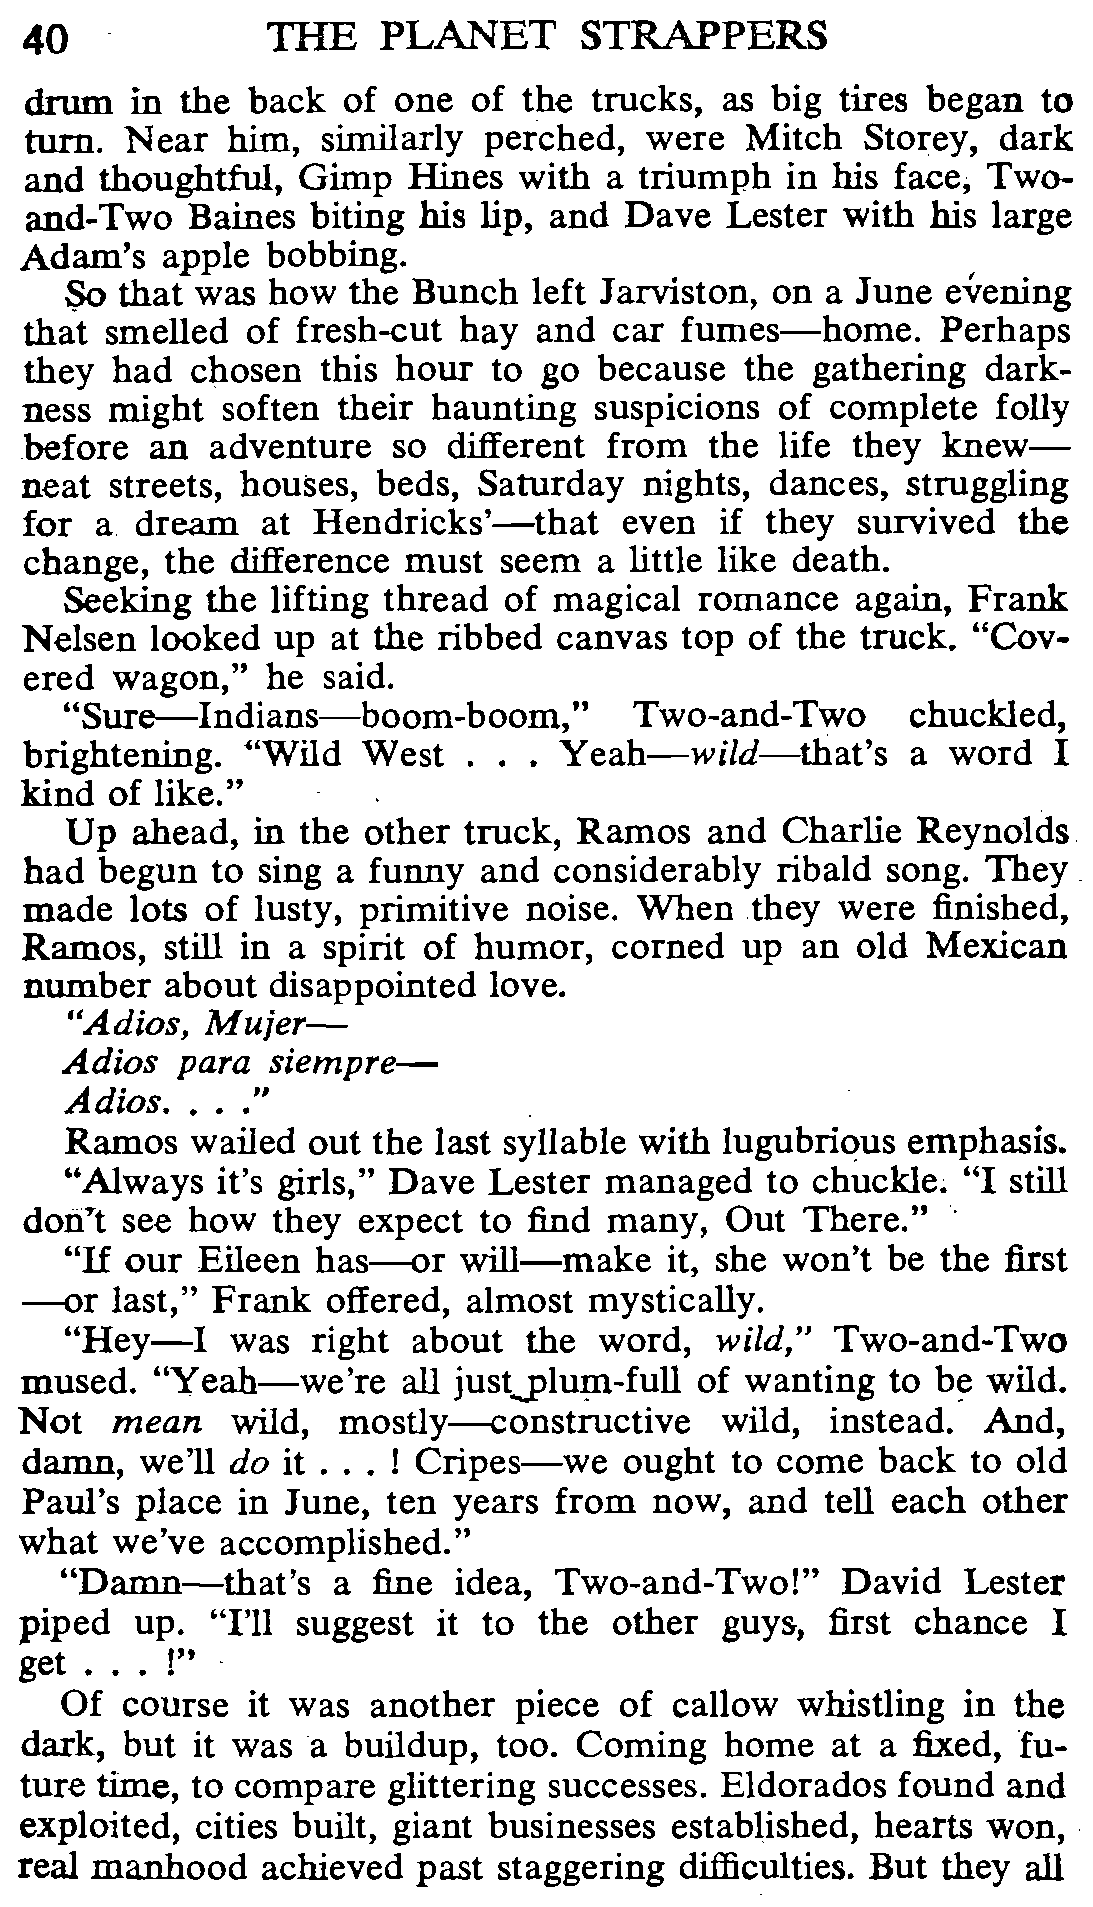 40 THE PLANET STRAPPERS
drum in the back of one of the trucks, as big tires began to
turn. Near him, similarly perched, were Mitch Storey, dark
and thoughtful, Gimp Hines with a triumph in his face, Two-
and-Two Baines biting his lip, and Dave Lester with his large
Adam's apple bobbing.
So that was how the Bunch left Jarviston, on a June evening
that smelled of fresh-cut hay and car fumes—home. Perhaps
they had chosen this hour to go because the gathering dark-
ness might soften their haunting suspicions of complete folly
before an adventure so different from the life they knew—
neat streets, houses, beds, Saturday nights, dances, struggling
for a dream at Hendricks'—that even if they survived the
change, the difference must seem a little like death.
Seeking the lifting thread of magical romance again, Frank
Nelsen looked up at the ribbed canvas top of the truck. “Cov-
ered wagon,” he said.
“Sure—Indians—boom-boom,” Two-and-Two chuckled,
brightening. “Wild West . . . Yeah—wild—that's a word I
kind of like.”
Up ahead, in the other truck, Ramos and Charlie Reynolds
had begun to sing a funny and considerably ribald song. They
made lots of lusty, primitive noise. When they were finished,
Ramos, still in a spirit of humor, corned up an old Mexican
number about disappointed love.
“Adios, Mujer—
Adios para siempre—
Adios. . . .”
Ramos wailed out the last syllable with lugubrious emphasis.
“Always it's girls,” Dave Lester managed to chuckle. “I still
don't see how they expect to find many, Out There.”
“If our Eileen has—or will—make it, she won't be the first
—or last,” Frank offered, almost mystically.
“Hey—I was right about the word, wild,” Two-and-Two
mused. “Yeah—we're all just plum-full of wanting to be wild.
Not mean wild, mostly—constructive wild, instead. And,
damn, we'll do it . . . ! Cripes—we ought to come back to old
Paul's place in June, ten years from now, and tell each other
what we've accomplished.”
“Damn—that's a fine idea, Two-and-Two!” David Lester
piped up. “I'll suggest it to the other guys, first chance I
get . . . !”
Of course it was another piece of callow whistling in the
dark, but it was a buildup, too. Coming home at a fixed, fu-
ture time, to compare glittering successes. Eldorados found and
exploited, cities built, giant businesses established, hearts won,
real manhood achieved past staggering difficulties. But they all